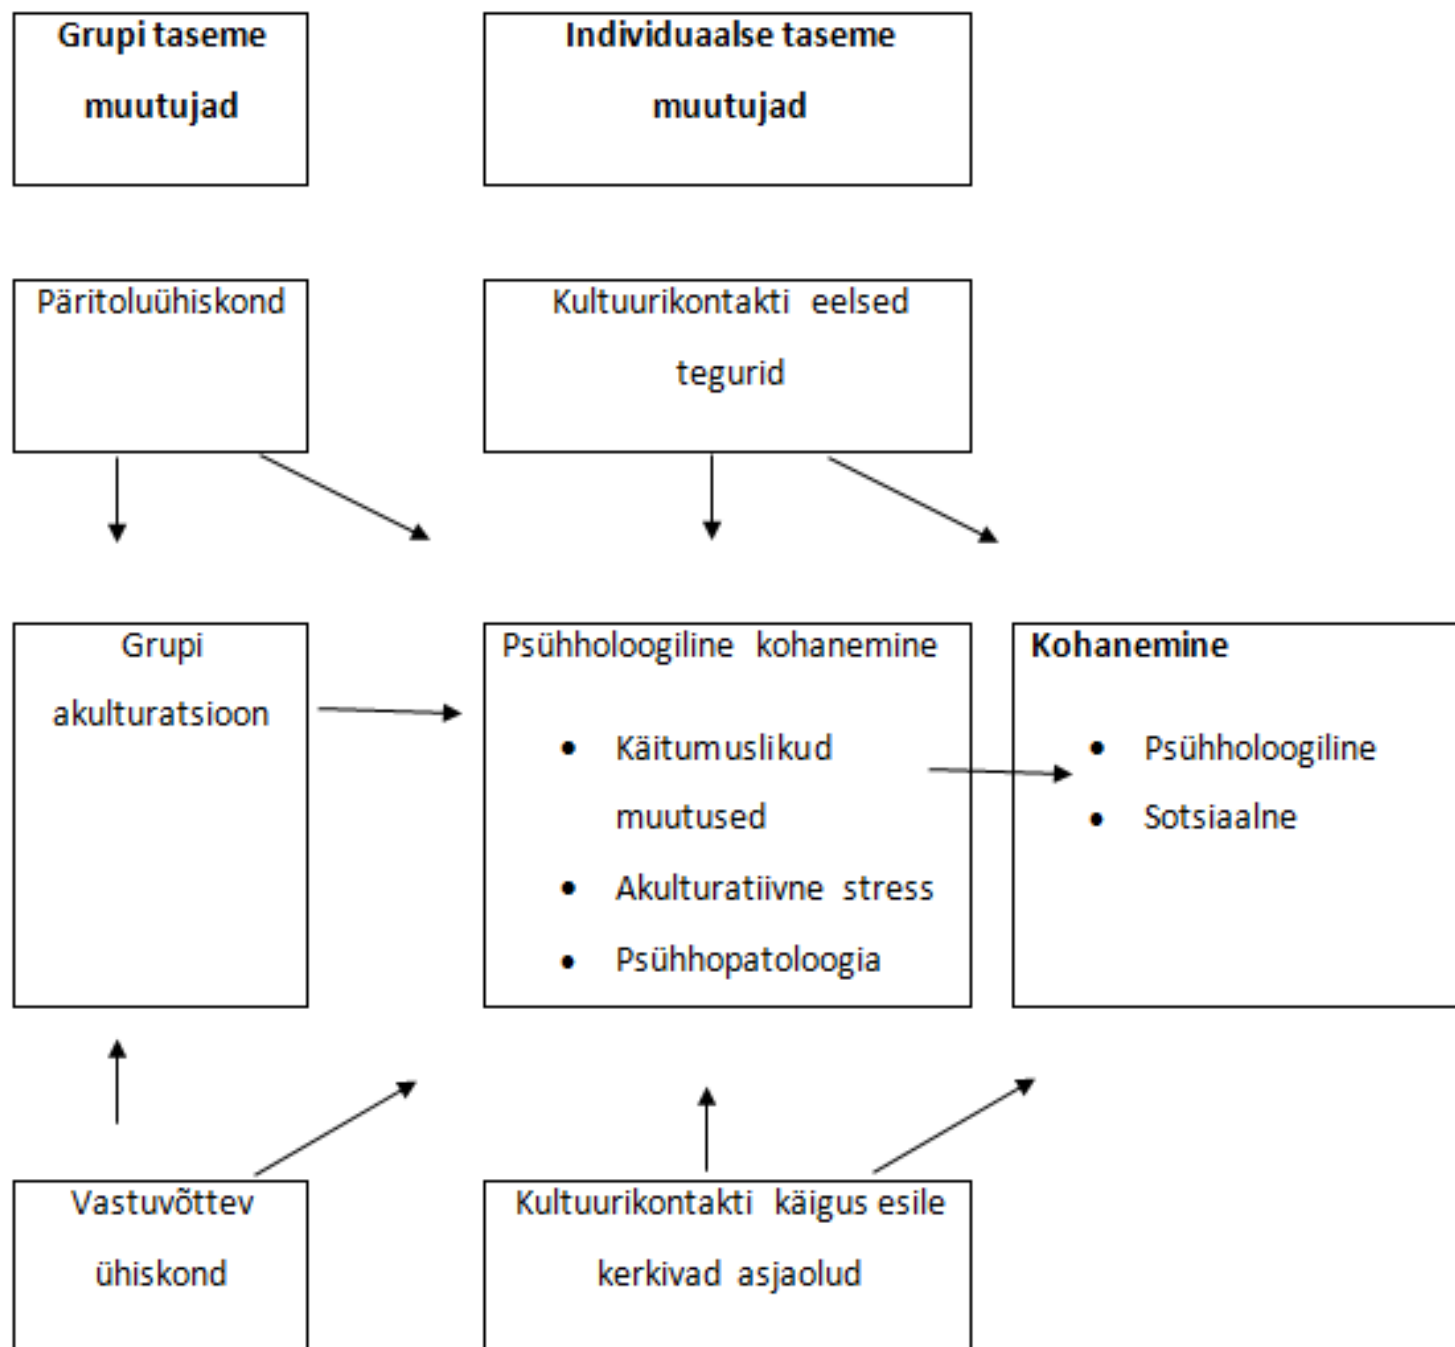 Grupi taseme
muutujad
Individuaalse taseme
muutujad
Päritoluühiskond
Kultuurikontakti eelsed
tegurid
Grupi
akulturatsioon
Psühholoogiline kohanemine
• Käitumuslikud
muutused
• Akulturatiivne stress
• Psühhopatoloogia
Kohanemine
• Psühholoogiline
• Sotsiaalne
Vastuvõttev
ühiskond
Kultuurikontakti käigus esile
kerkivad asjaolud